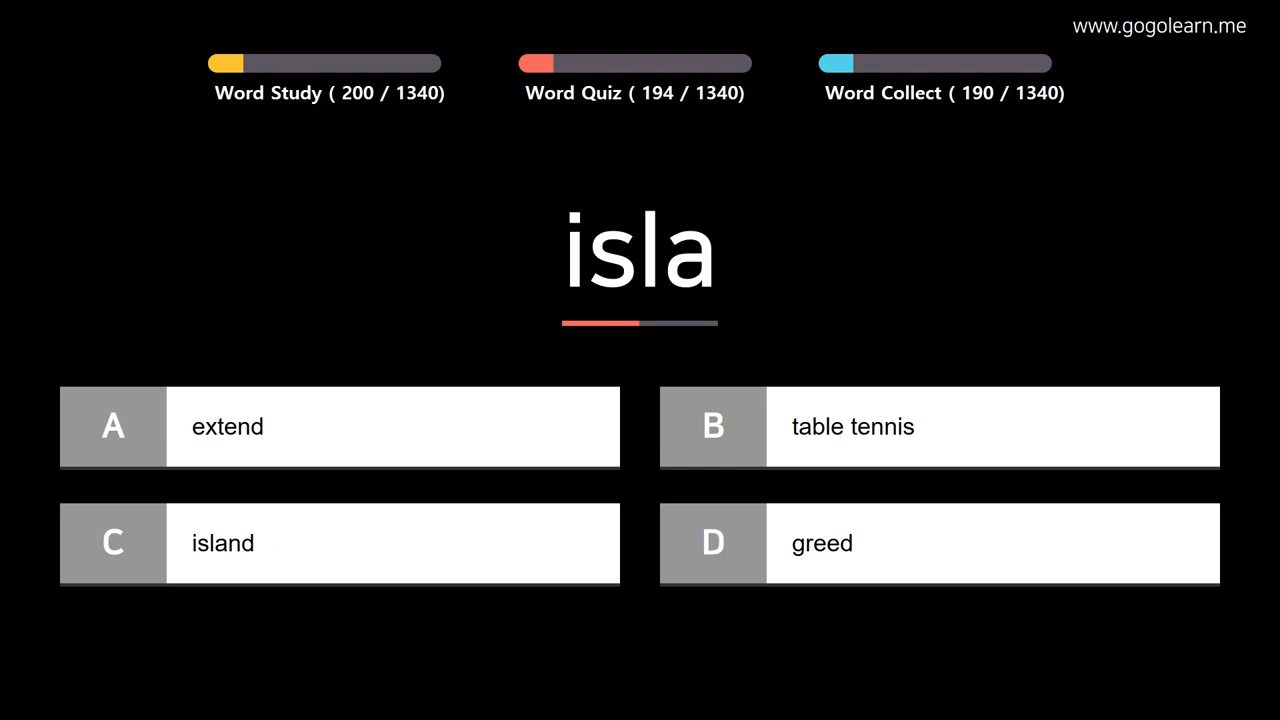 www.gogolearn.me
Word Study ( 200 / 1340)
Word Quiz ( 194 / 1340)
Word Collect ( 190 / 1340)
isla
A
extend
B
table tennis
C
island
D
greed